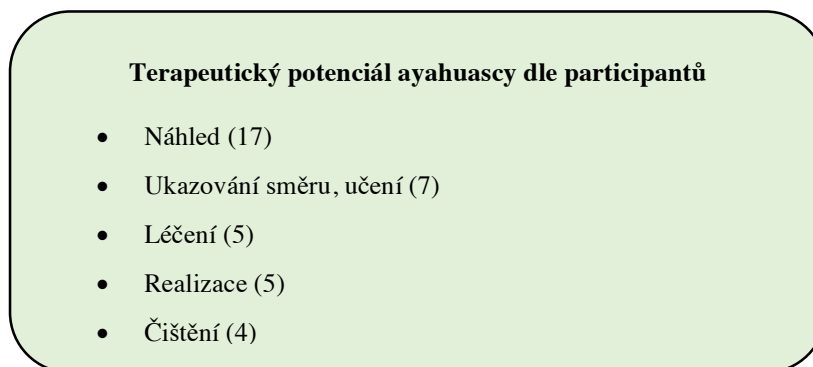 Terapeutický potenciál ayahuascy dle participantů
• Náhled (17)
• Ukazování směru, učení (7)
• Léčení (5)
• Realizace (5)
• Čištění (4)